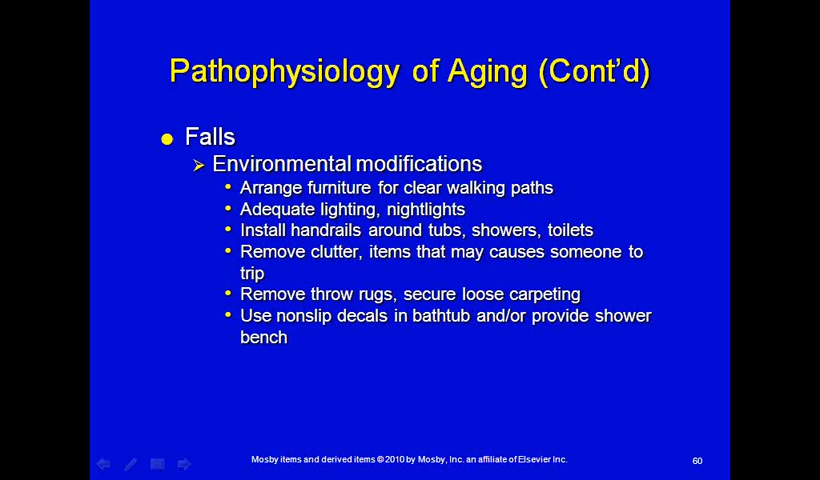 Pathophysiology of Aging (Cont'd)
Falls
Environmental modifications
Arrange furniture for clear walking paths
Adequate lighting, nightlights
Install handrails around tubs, showers, toilets
Remove clutter, items that may causes someone to
trip
Remove throw rugs, secure loose carpeting
Use nonslip decals in bathtub and/or provide shower
bench
Mosby items and derived items © 2010 by Mosby, Inc. an affiliate of Elsevier Inc.
60